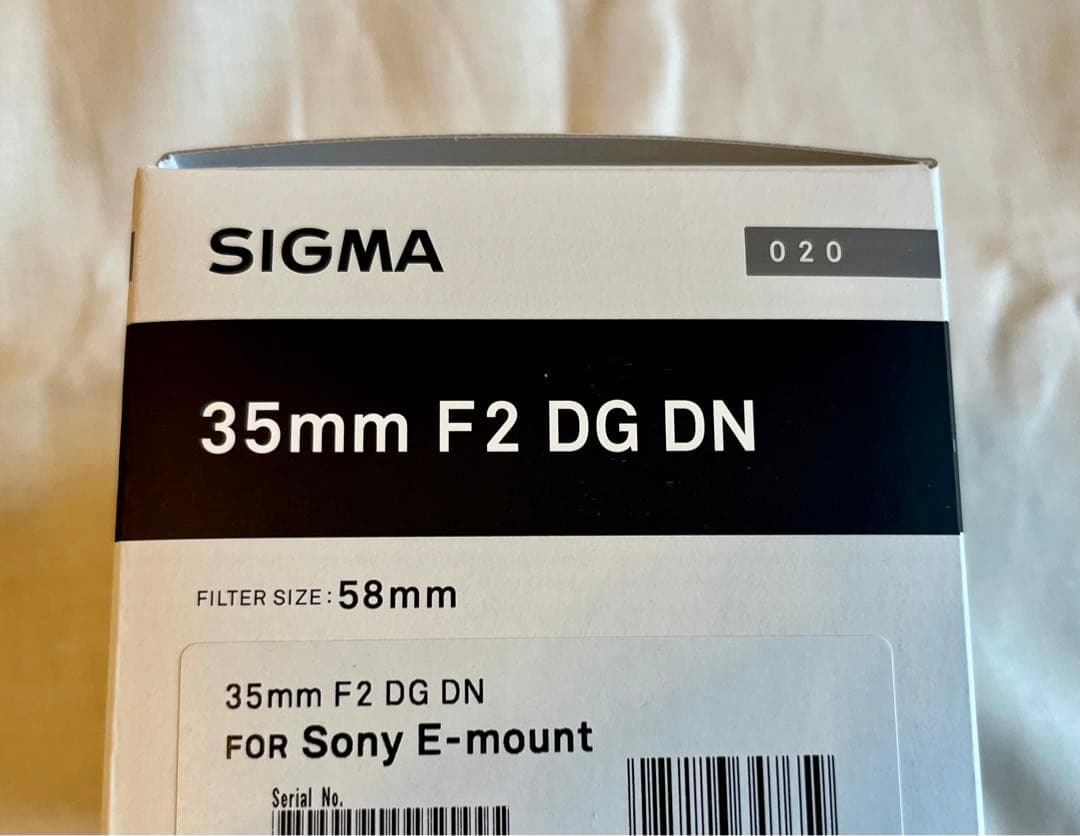 SIGMA
020
35mm F2 DG DN
FILTER SIZE: 58mm
35mm F2 DG DN
FOR Sony E-mount
Serial No.